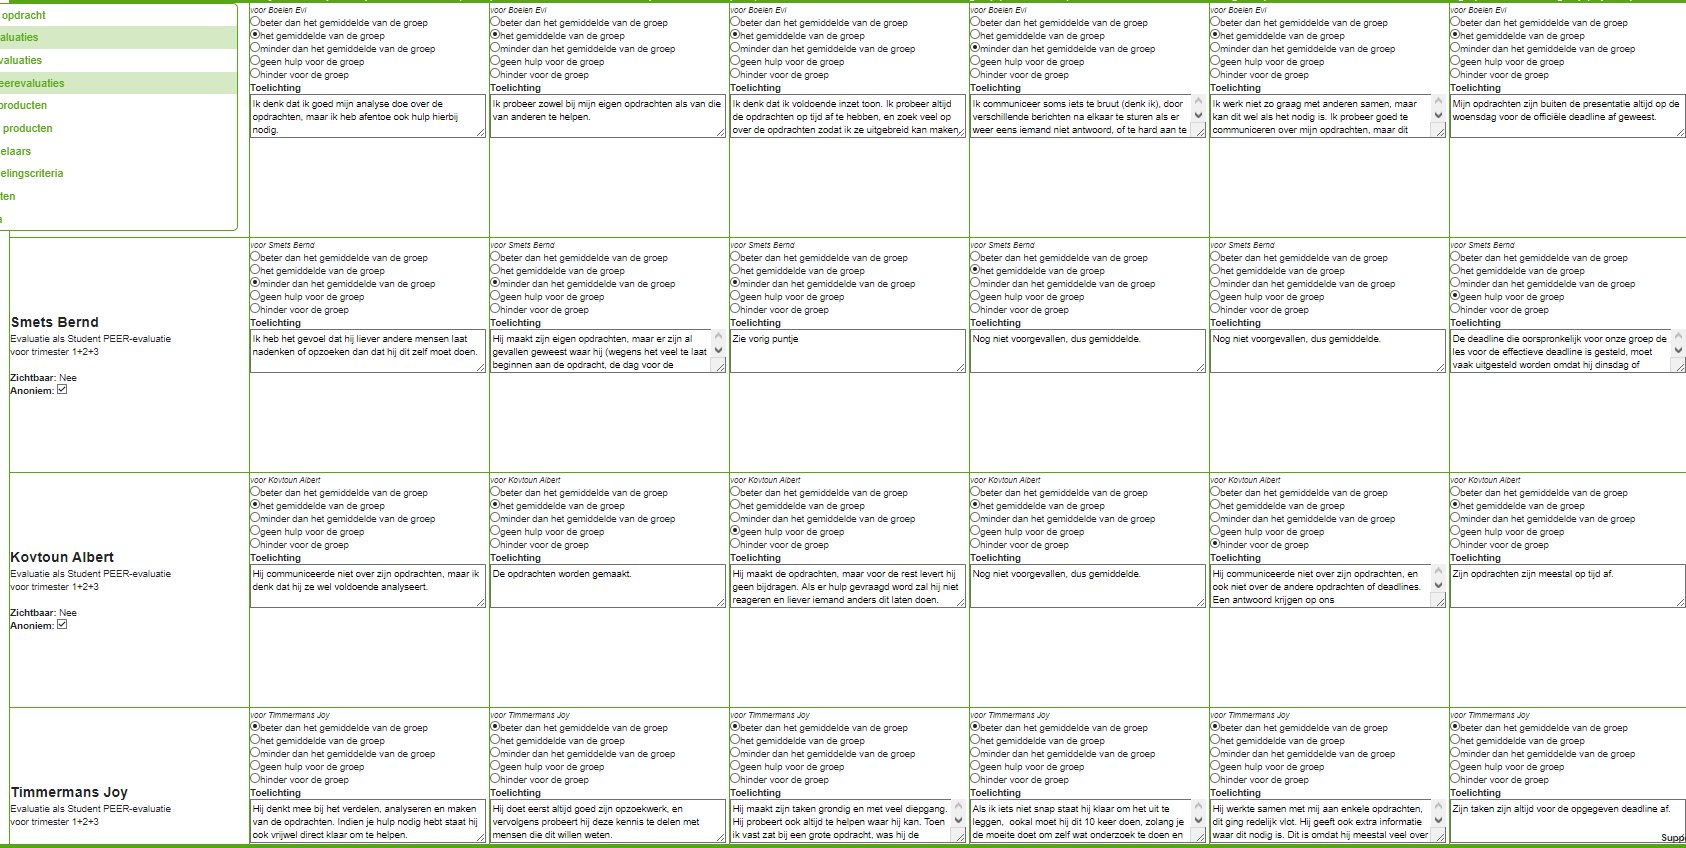 opdracht
aluaties
valuaties
eerevaluaties
producten
producten
elaars
elingscriteria
ten
a
voor Boeien Evi
beter dan het gemiddelde van de groep
het gemiddelde van de groep
minder dan het gemiddelde van de groep
geen hulp voor de groep
hinder voor de groep
Toelichting
Ik denk dat ik goed mijn analyse doe over de
opdrachten, maar ik heb afentoe ook hulp hierbij
nodig.
voor Boeien Evi
beter dan het gemiddelde van de groep
het gemiddelde van de groep
minder dan het gemiddelde van de groep
geen hulp voor de groep
hinder voor de groep
Toelichting
Ik probeer zowel bij mijn eigen opdrachten als van die
van anderen te helpen.
voor Boeien Evi
beter dan het gemiddelde van de groep
het gemiddelde van de groep
minder dan het gemiddelde van de groep
geen hulp voor de groep
hinder voor de groep
Toelichting
Ik denk dat ik voldoende inzet toon. Ik probeer altijd
de opdrachten op tijd af te hebben, en zoek veel op
over de opdrachten zodat ik ze uitgebreid kan maken
voor Boeien Evi
beter dan het gemiddelde van de groep
het gemiddelde van de groep
minder dan het gemiddelde van de groep
geen hulp voor de groep
hinder voor de groep
Toelichting
Ik communiceer soms iets te bruut (denk ik), door
verschillende berichten na elkaar te sturen als er
weer eens iemand niet antwoord, of te hard aan te
voor Boeien Evi
beter dan het gemiddelde van de groep
het gemiddelde van de groep
minder dan het gemiddelde van de groep
geen hulp voor de groep
hinder voor de groep
Toelichting
Ik werk niet zo graag met anderen samen, maar
kan dit wel als het nodig is. Ik probeer goed te
communiceren over mijn opdrachten, maar dit
voor Boeien Evi
beter dan het gemiddelde van de groep
het gemiddelde van de groep
minder dan het gemiddelde van de groep
geen hulp voor de groep
hinder voor de groep
Toelichting
Mijn opdrachten zijn buiten de presentatie altijd op de
woensdag voor de officiële deadline af geweest.
Smets Bernd
Evaluatie als Student PEER-evaluatie
voor trimester 1+2+3
Zichtbaar: Nee
Anoniem:
voor Smets Bernd
beter dan het gemiddelde van de groep
het gemiddelde van de groep
minder dan het gemiddelde van de groep
geen hulp voor de groep
hinder voor de groep
Toelichting
Ik heb het gevoel dat hij liever andere mensen laat
nadenken of opzoeken dan dat hij dit zelf moet doen.
voor Smets Bernd
beter dan het gemiddelde van de groep
het gemiddelde van de groep
minder dan het gemiddelde van de groep
geen hulp voor de groep
hinder voor de groep
Toelichting
Hij maakt zijn eigen opdrachten, maar er zijn al
gevallen geweest waar hij (wegens het veel te laat
beginnen aan de opdracht, de dag voor de
voor Smets Bernd
beter dan het gemiddelde van de groep
het gemiddelde van de groep
minder dan het gemiddelde van de groep
geen hulp voor de groep
hinder voor de groep
Toelichting
Zie vorig puntje
voor Smets Bernd
beter dan het gemiddelde van de groep
het gemiddelde van de groep
minder dan het gemiddelde van de groep
geen hulp voor de groep
hinder voor de groep
Toelichting
Nog niet voorgevallen, dus gemiddelde.
voor Smets Bernd
beter dan het gemiddelde van de groep
het gemiddelde van de groep
minder dan het gemiddelde van de groep
geen hulp voor de groep
hinder voor de groep
Toelichting
Nog niet voorgevallen, dus gemiddelde.
voor Smets Bernd
beter dan het gemiddelde van de groep
het gemiddelde van de groep
minder dan het gemiddelde van de groep
geen hulp voor de groep
hinder voor de groep
Toelichting
De deadline die oorspronkelijk voor onze groep de
les voor de effectieve deadline is gesteld, moet
vaak uitgesteld worden omdat hij dinsdag of
Kovtoun Albert
Evaluatie als Student PEER-evaluatie
voor trimester 1+2+3
Zichtbaar: Nee
Anoniem:
voor Kovtoun Albert
beter dan het gemiddelde van de groep
het gemiddelde van de groep
minder dan het gemiddelde van de groep
geen hulp voor de groep
hinder voor de groep
Toelichting
Hij communiceerde niet over zijn opdrachten, maar ik
denk dat hij ze wel voldoende analyseert.
voor Kovtoun Albert
beter dan het gemiddelde van de groep
het gemiddelde van de groep
minder dan het gemiddelde van de groep
geen hulp voor de groep
hinder voor de groep
Toelichting
De opdrachten worden gemaakt.
voor Kovtoun Albert
beter dan het gemiddelde van de groep
het gemiddelde van de groep
minder dan het gemiddelde van de groep
geen hulp voor de groep
hinder voor de groep
Toelichting
Hij maakt de opdrachten, maar voor de rest levert hij
geen bijdragen. Als er hulp gevraagd word zal hij niet
reageren en liever iemand anders dit laten doen.
voor Kovtoun Albert
beter dan het gemiddelde van de groep
het gemiddelde van de groep
minder dan het gemiddelde van de groep
geen hulp voor de groep
hinder voor de groep
Toelichting
Nog niet voorgevallen, dus gemiddelde.
voor Kovtoun Albert
beter dan het gemiddelde van de groep
het gemiddelde van de groep
minder dan het gemiddelde van de groep
geen hulp voor de groep
hinder voor de groep
Toelichting
Hij communiceerde niet over zijn opdrachten, en
ook niet over de andere opdrachten of deadlines.
Een antwoord krijgen op ons
voor Kovtoun Albert
beter dan het gemiddelde van de groep
het gemiddelde van de groep
minder dan het gemiddelde van de groep
geen hulp voor de groep
hinder voor de groep
Toelichting
Zijn opdrachten zijn meestal op tijd af.
Timmermans Joy
Evaluatie als Student PEER-evaluatie
voor trimester 1+2+3
voor Timmermans Joy
beter dan het gemiddelde van de groep
het gemiddelde van de groep
minder dan het gemiddelde van de groep
geen hulp voor de groep
hinder voor de groep
Toelichting
Hij denkt mee bij het verdelen, analyseren en maken
van de opdrachten. Indien je hulp nodig hebt staat hij
ook vrijwel direct klaar om te helpen.
voor Timmermans Joy
beter dan het gemiddelde van de groep
het gemiddelde van de groep
minder dan het gemiddelde van de groep
geen hulp voor de groep
hinder voor de groep
Toelichting
Hij doet eerst altijd goed zijn opzoekwerk, en
vervolgens probeert hij deze kennis te delen met
mensen die dit willen weten.
voor Timmermans Joy
beter dan het gemiddelde van de groep
het gemiddelde van de groep
minder dan het gemiddelde van de groep
geen hulp voor de groep
hinder voor de groep
Toelichting
Hij maakt zijn taken grondig en met veel diepgang.
Hij probeert ook altijd te helpen waar hij kan. Toen
ik vast zat bij een grote opdracht, was hij de
voor Timmermans Joy
beter dan het gemiddelde van de groep
het gemiddelde van de groep
minder dan het gemiddelde van de groep
geen hulp voor de groep
hinder voor de groep
Toelichting
Als ik iets niet snap staat hij klaar om het uit te
leggen, ookal moet hij dit 10 keer doen, zolang je
de moeite doet om zelf wat onderzoek te doen en
voor Timmermans Joy
beter dan het gemiddelde van de groep
het gemiddelde van de groep
minder dan het gemiddelde van de groep
geen hulp voor de groep
hinder voor de groep
Toelichting
Hij werkte samen met mij aan enkele opdrachten,
dit ging redelijk vlot. Hij geeft ook extra informatie
waar dit nodig is. Dit is omdat hij meestal veel over
voor Timmermans Joy
beter dan het gemiddelde van de groep
het gemiddelde van de groep
minder dan het gemiddelde van de groep
geen hulp voor de groep
hinder voor de groep
Toelichting
Zijn taken zijn altijd voor de opgegeven deadline af.
Supp